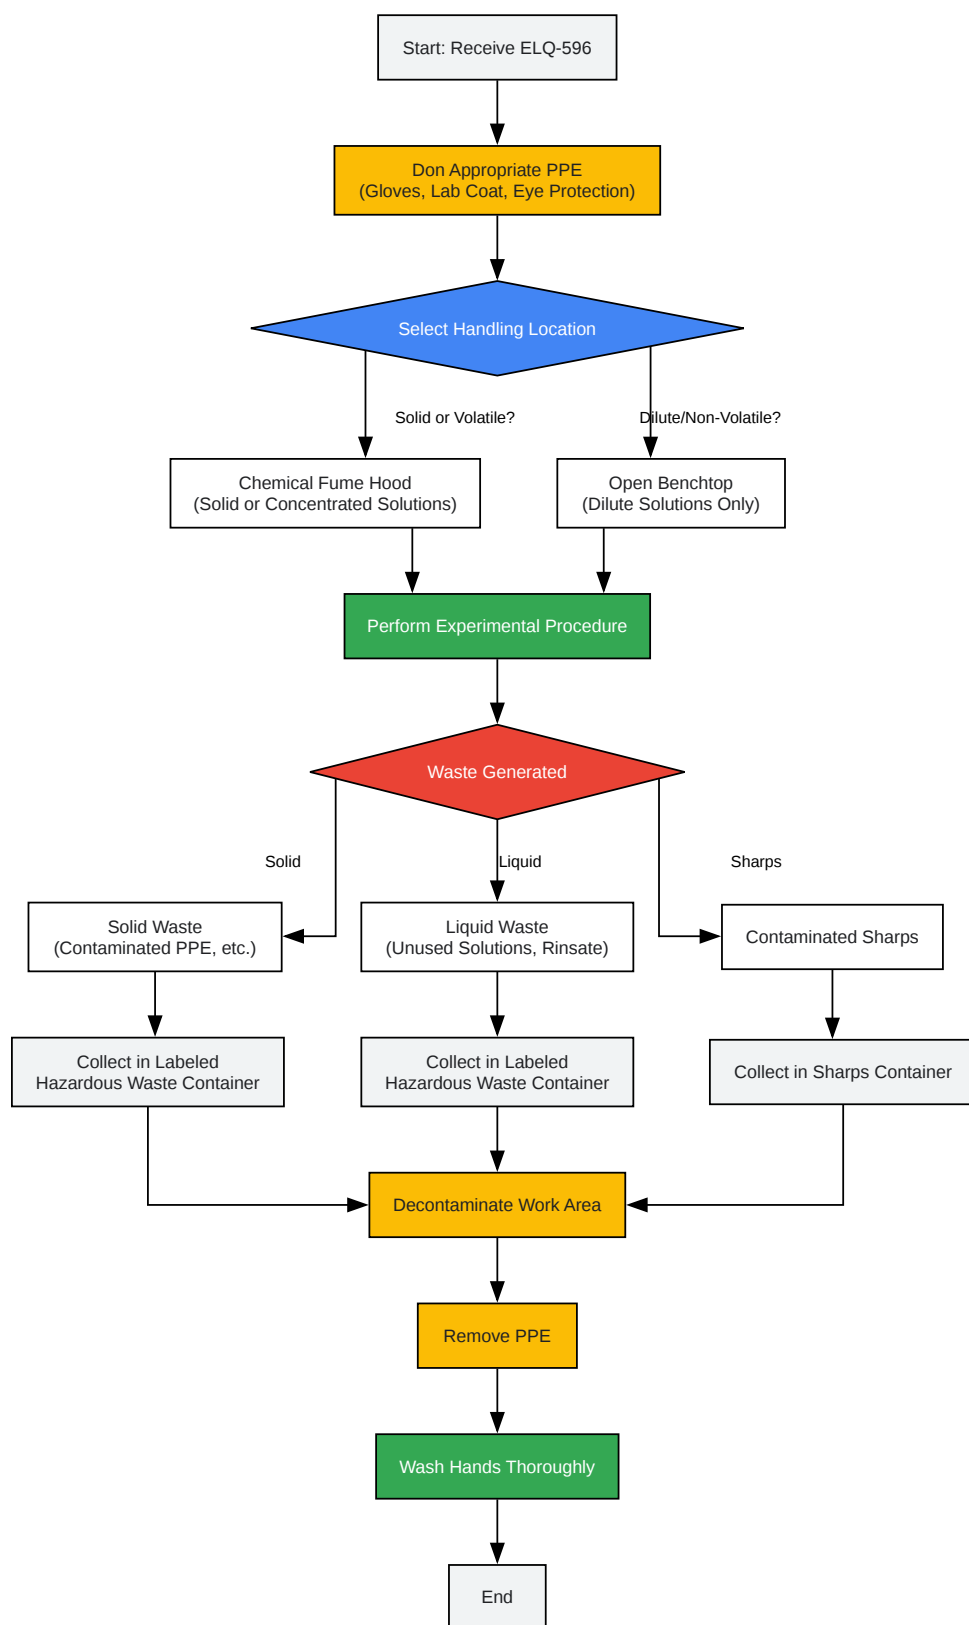 Start: Receive ELQ-596
Don Appropriate PPE
(Gloves, Lab Coat, Eye Protection)
Select Handling Location
Solid or Volatile?
Dilute/Non-Volatile?
Chemical Fume Hood
(Solid or Concentrated Solutions)
Open Benchtop
(Dilute Solutions Only)
Perform Experimental Procedure
Waste Generated
Solid
Liquid
Sharps
Solid Waste
(Contaminated PPE, etc.)
Liquid Waste
(Unused Solutions, Rinsate)
Contaminated Sharps
Collect in Labeled
Hazardous Waste Container
Collect in Labeled
Hazardous Waste Container
Collect in Sharps Container
Decontaminate Work Area
Remove PPE
Wash Hands Thoroughly
End